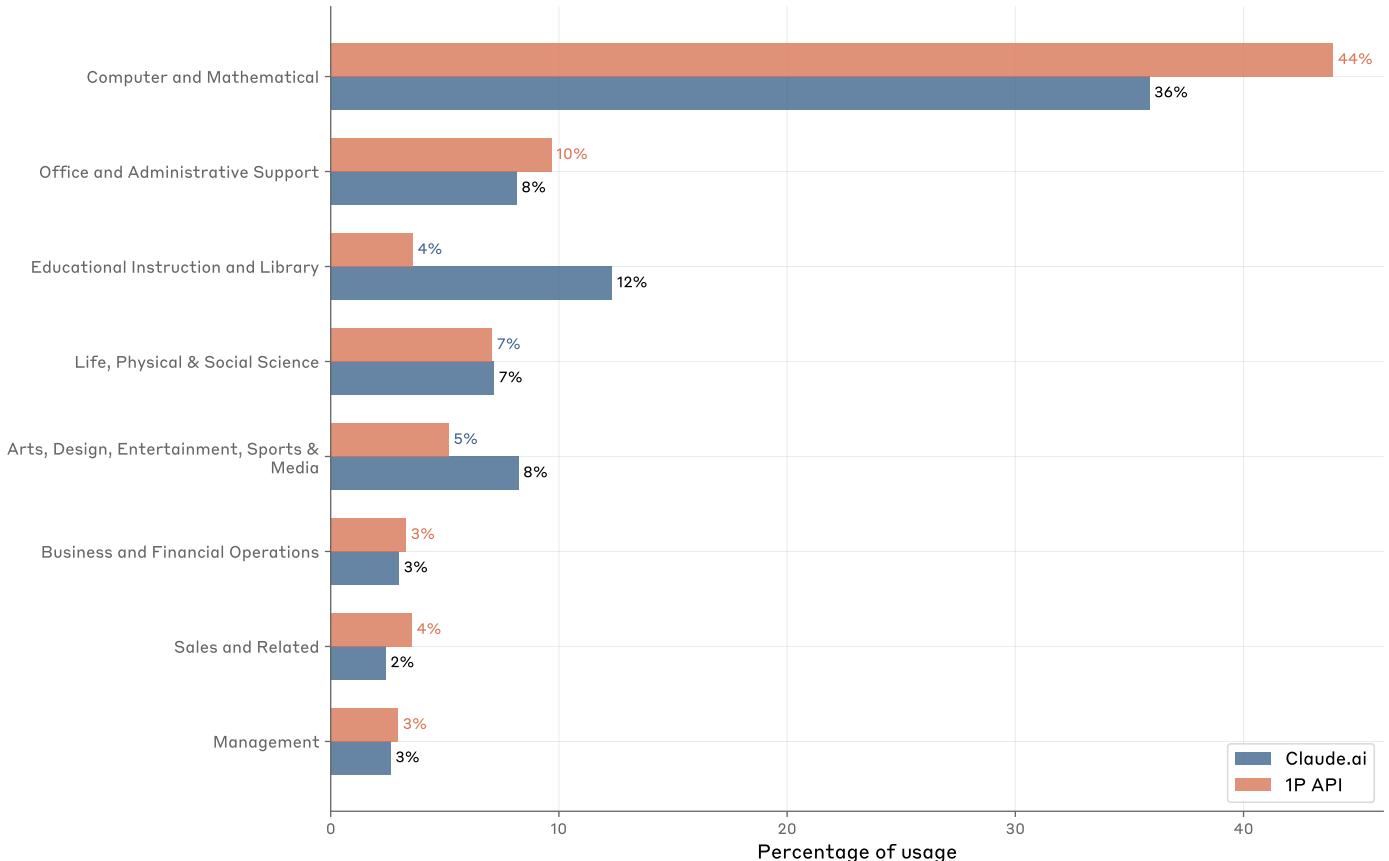 Computer and Mathematical
44%
36%
Office and Administrative Support
10%
8%
Educational Instruction and Library
4%
12%
Life, Physical & Social Science
7%
7%
Arts, Design, Entertainment, Sports &
Media
5%
8%
Business and Financial Operations
3%
3%
Sales and Related
4%
2%
Management
3%
3%
Claude.ai
1P API
0 10 20 30 40
Percentage of usage